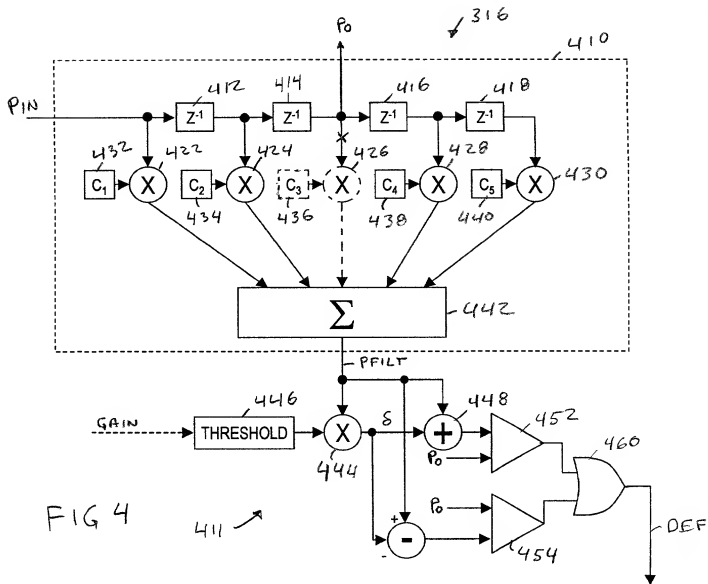 P0
316
410
412
414
416
418
PIN
Z-1
Z-1
Z-1
Z-1
432
422
424
426
428
430
C1
X
C2
X
C3
X
C4
X
C5
X
434
436
438
440
Σ
442
PFILT
446
448
452
460
GAIN
THRESHOLD
X
δ
+
P0
444
P0
FIG 4
411
+
-
-
454
DEF